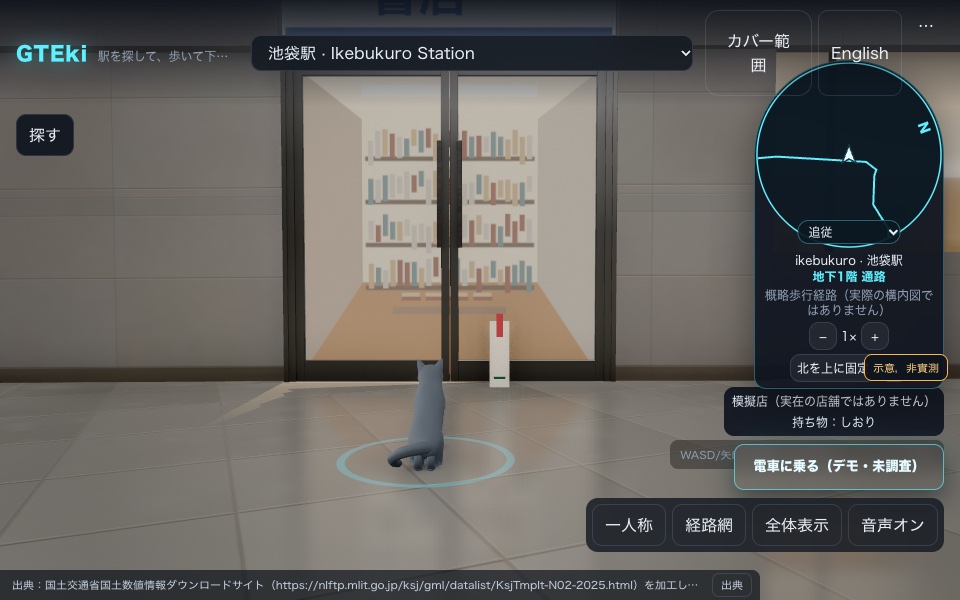 書店
GTEki 駅を探して、歩いて下…
池袋駅 · Ikebukuro Station
カバー範
囲
English
…
探す
N
追従
ikebukuro · 池袋駅
地下1階 通路
概略歩行経路（実際の構内図で
はありません）
− 1× +
北を上に固定
示意，非實測
模擬店（実在の店舗ではありません）
持ち物：しおり
WASD/矢
電車に乗る（デモ・未調査）
一人称 経路網 全体表示 音声オン
出典：国土交通省国土数値情報ダウンロードサイト（https://nlftp.mlit.go.jp/ksj/gml/datalist/KsjTmplt-N02-2025.html）を加工し… 出典